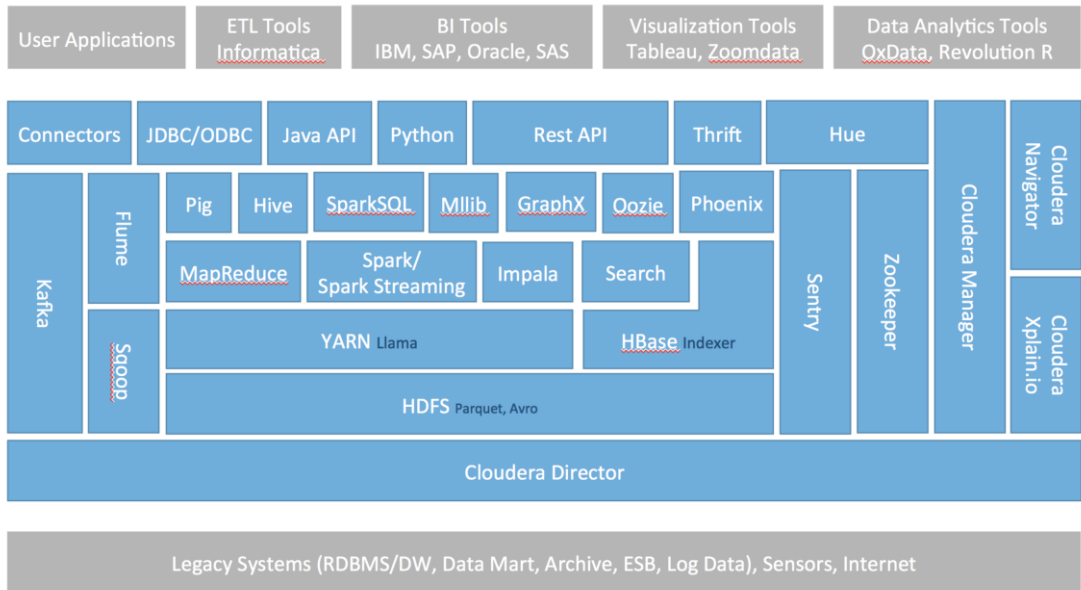 User Applications
ETL Tools
Informatica
BI Tools
IBM, SAP, Oracle, SAS
Visualization Tools
Tableau, Zoomdata
Data Analytics Tools
OxData, Revolution R
Connectors
JDBC/ODBC
Java API
Python
Rest API
Thrift
Hue
Cloudera Manager
Cloudera
Navigator
Kafka
Flume
Pig
Hive
SparkSQL
Mllib
GraphX
Oozie
Phoenix
Sentry
Zookeeper
MapReduce
Spark/
Spark Streaming
Impala
Search
Sqoop
YARN Llama
HBase Indexer
Cloudera
Xplain.io
HDFS Parquet, Avro
Cloudera Director
Legacy Systems (RDBMS/DW, Data Mart, Archive, ESB, Log Data), Sensors, Internet